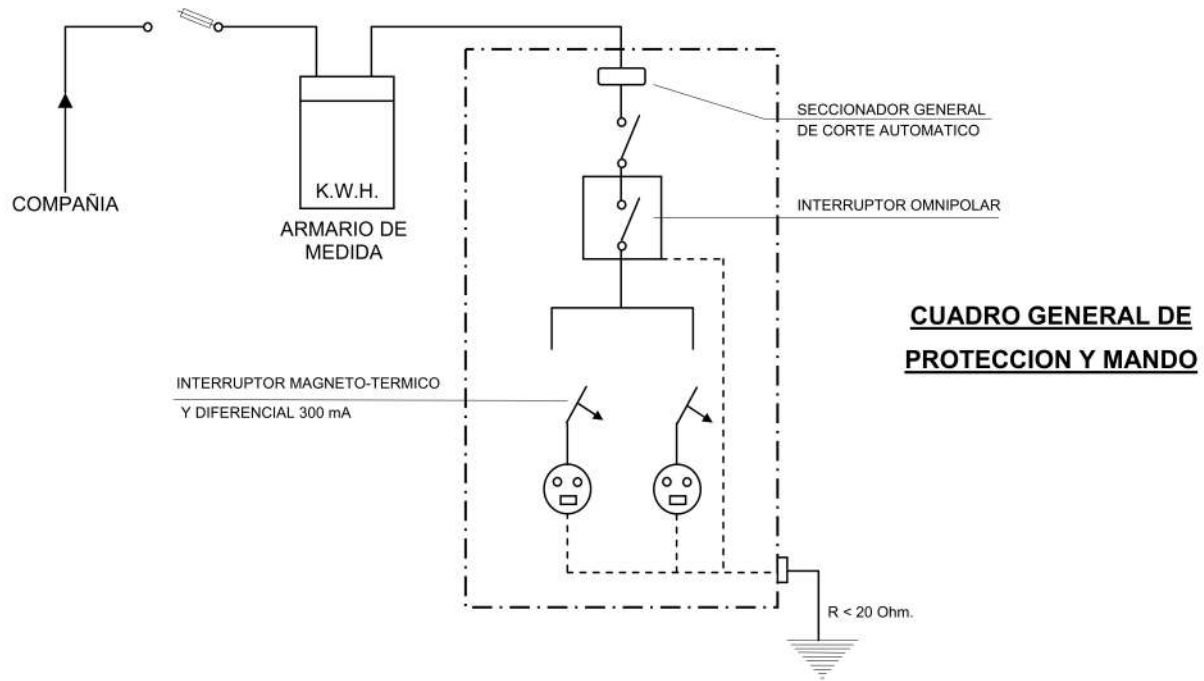 COMPAÑIA
K.W.H.
ARMARIO DE
MEDIDA
SECCIONADOR GENERAL
DE CORTE AUTOMATICO
INTERRUPTOR OMNIPOLAR
CUADRO GENERAL DE
PROTECCION Y MANDO
INTERRUPTOR MAGNETO-TERMICO
Y DIFERENCIAL 300 mA
R < 20 Ohm.